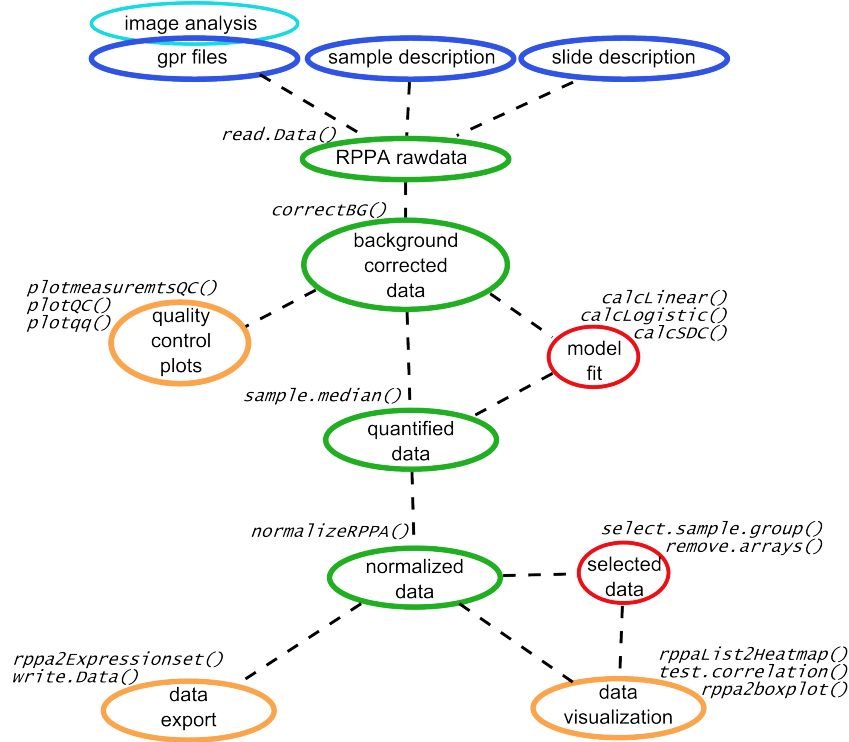 image analysis
gpr files
sample description
slide description
read.Data()
RPPA rawdata
correctBG()
background
corrected
data
plotmeasuremtsQC()
plotQC()
plotqq()
quality
control
plots
calcLinear()
calcLogistic()
calcSDC()
model
fit
sample.median()
quantified
data
normalizeRPPA()
normalized
data
select.sample.group()
remove.arrays()
selected
data
rppa2Expressionset()
write.Data()
data
export
rppaList2Heatmap()
test.correlation()
rppa2boxplot()
data
visualization